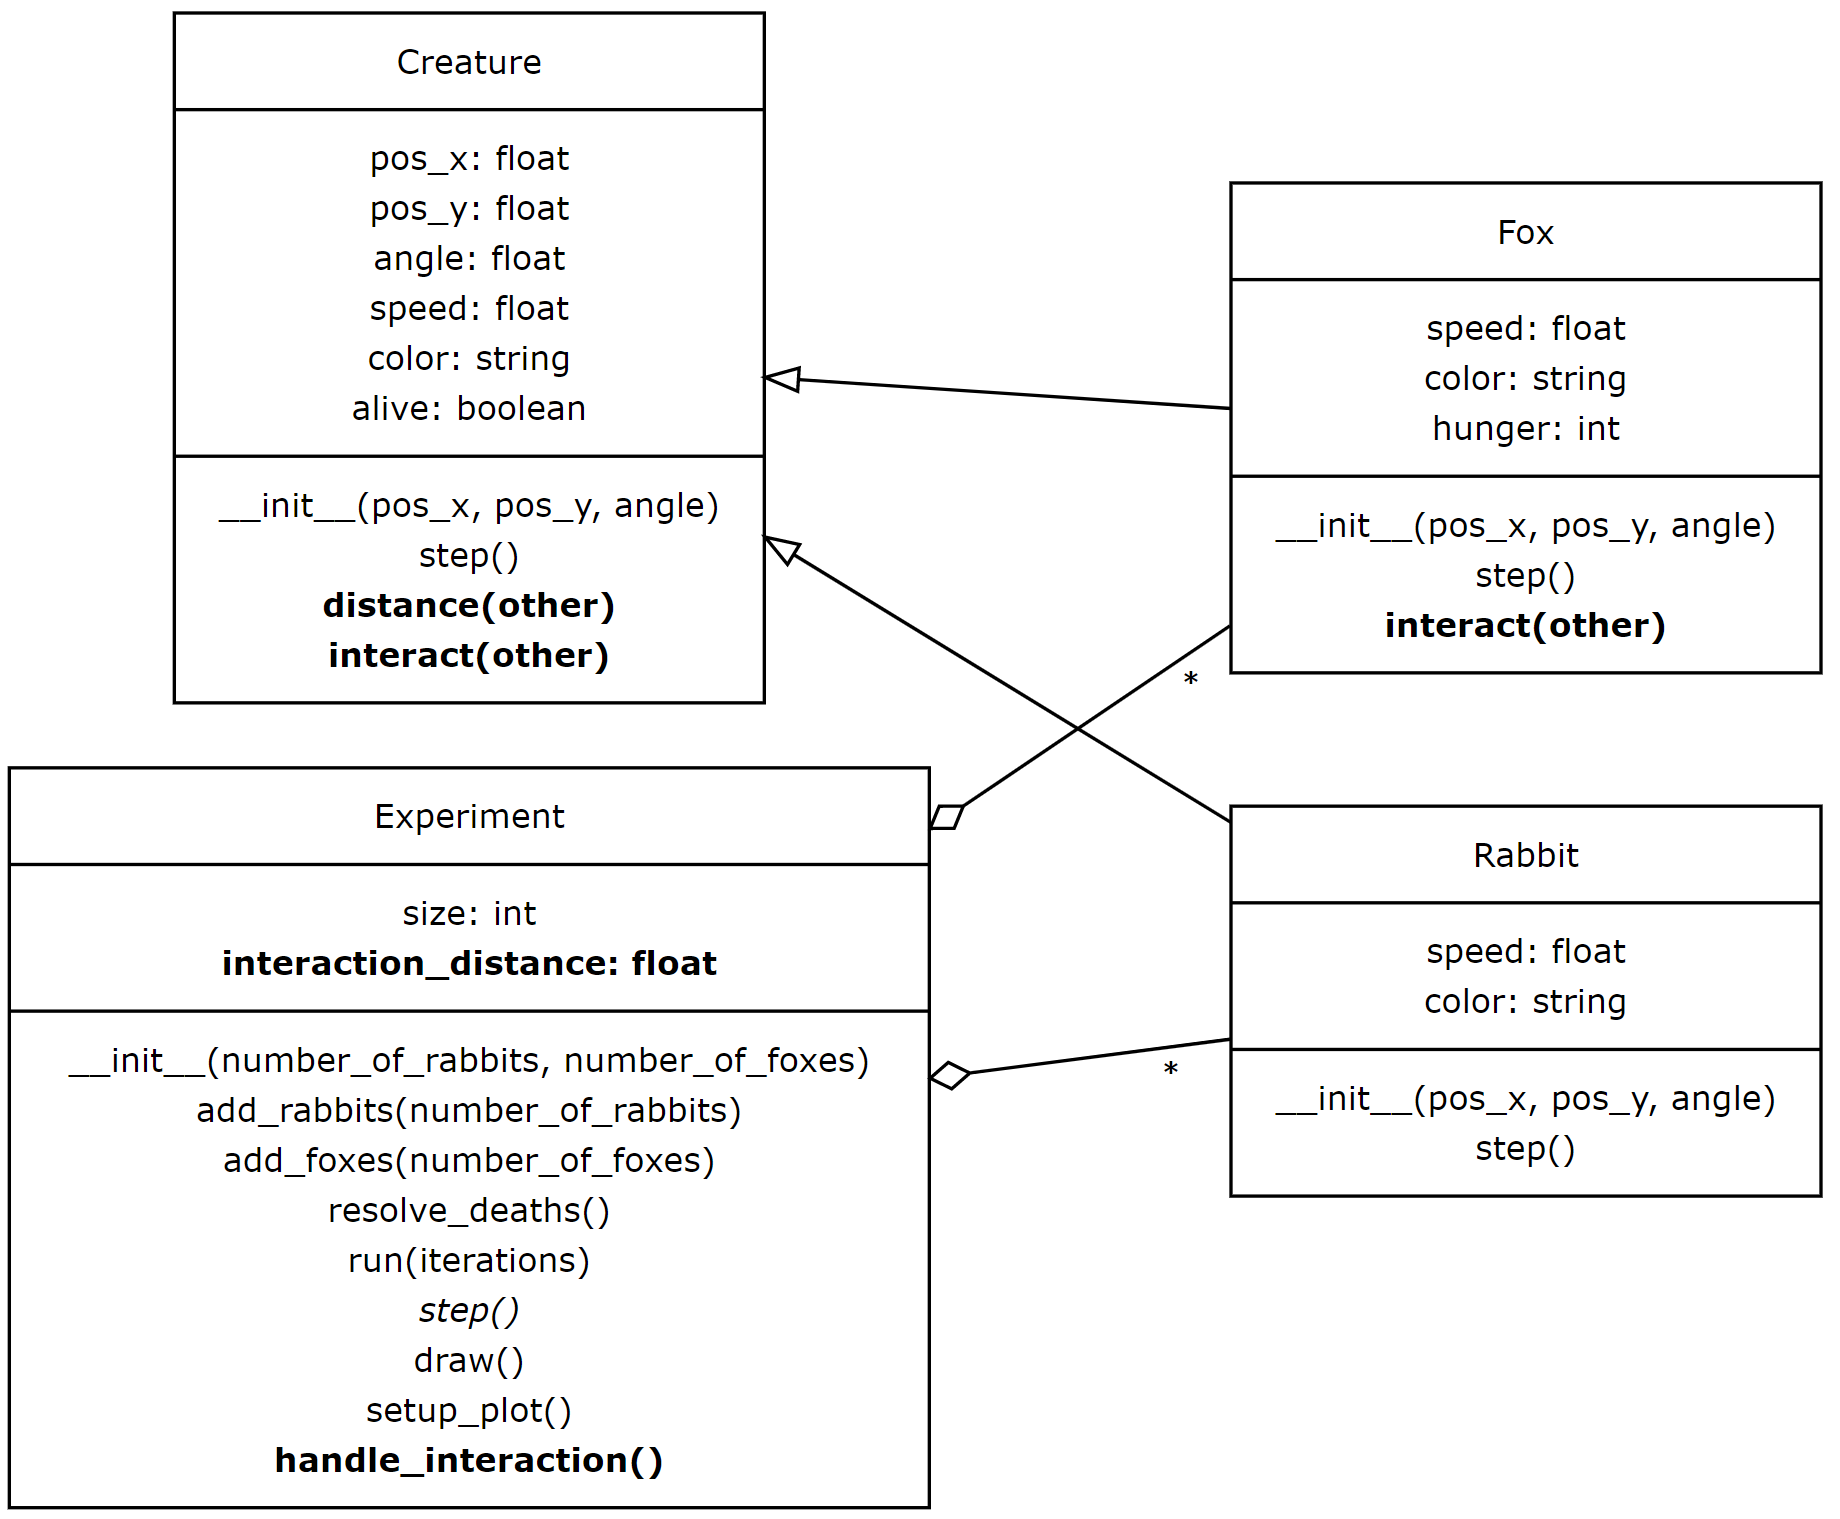 Creature
pos_x: float
pos_y: float
angle: float
speed: float
color: string
alive: boolean
__init__(pos_x, pos_y, angle)
step()
distance(other)
interact(other)
Fox
speed: float
color: string
hunger: int
__init__(pos_x, pos_y, angle)
step()
interact(other)
*
Experiment
size: int
interaction_distance: float
__init__(number_of_rabbits, number_of_foxes)
add_rabbits(number_of_rabbits)
add_foxes(number_of_foxes)
resolve_deaths()
run(iterations)
step()
draw()
setup_plot()
handle_interaction()
*
Rabbit
speed: float
color: string
__init__(pos_x, pos_y, angle)
step()